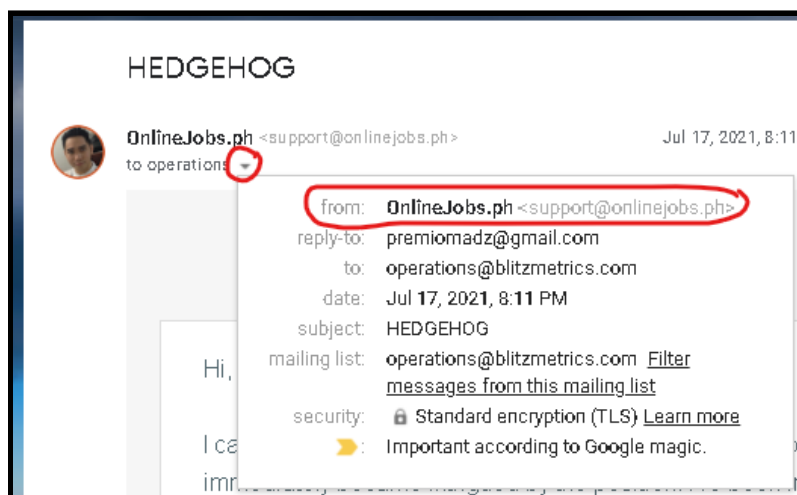 HEDGEHOG
OnlineJobs.ph <support@onlinejobs.ph> Jul 17, 2021, 8:11
to operations
from: OnlineJobs.ph <support@onlinejobs.ph>
reply-to: premiomadz@gmail.com
to: operations@blitzmetrics.com
date: Jul 17, 2021, 8:11 PM
subject: HEDGEHOG
mailing list: operations@blitzmetrics.com Filter
messages from this mailing list
Hi,
security: Standard encryption (TLS) Learn more
I ca
: Important according to Google magic.